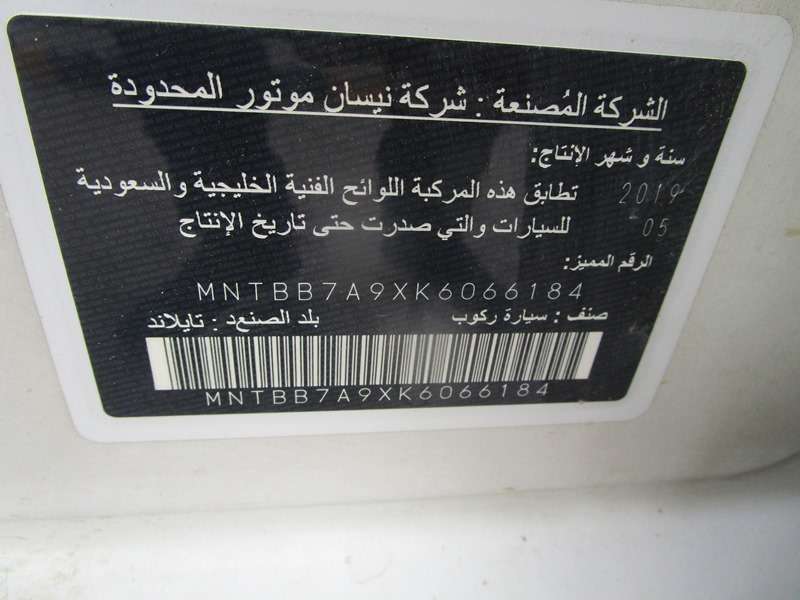 الشركة المُصنعة : شركة نيسان موتور المحدودة
سنة و شهر الإنتاج:
2019 تطابق هذه المركبة اللوائح الفنية الخليجية والسعودية
05 للسيارات والتي صدرت حتى تاريخ الإنتاج
الرقم المميز:
MNTBB7A9XK6066184
صنف : سيارة ركوب بلد الصنعد : تايلاند
MNTBB7A9XK6066184